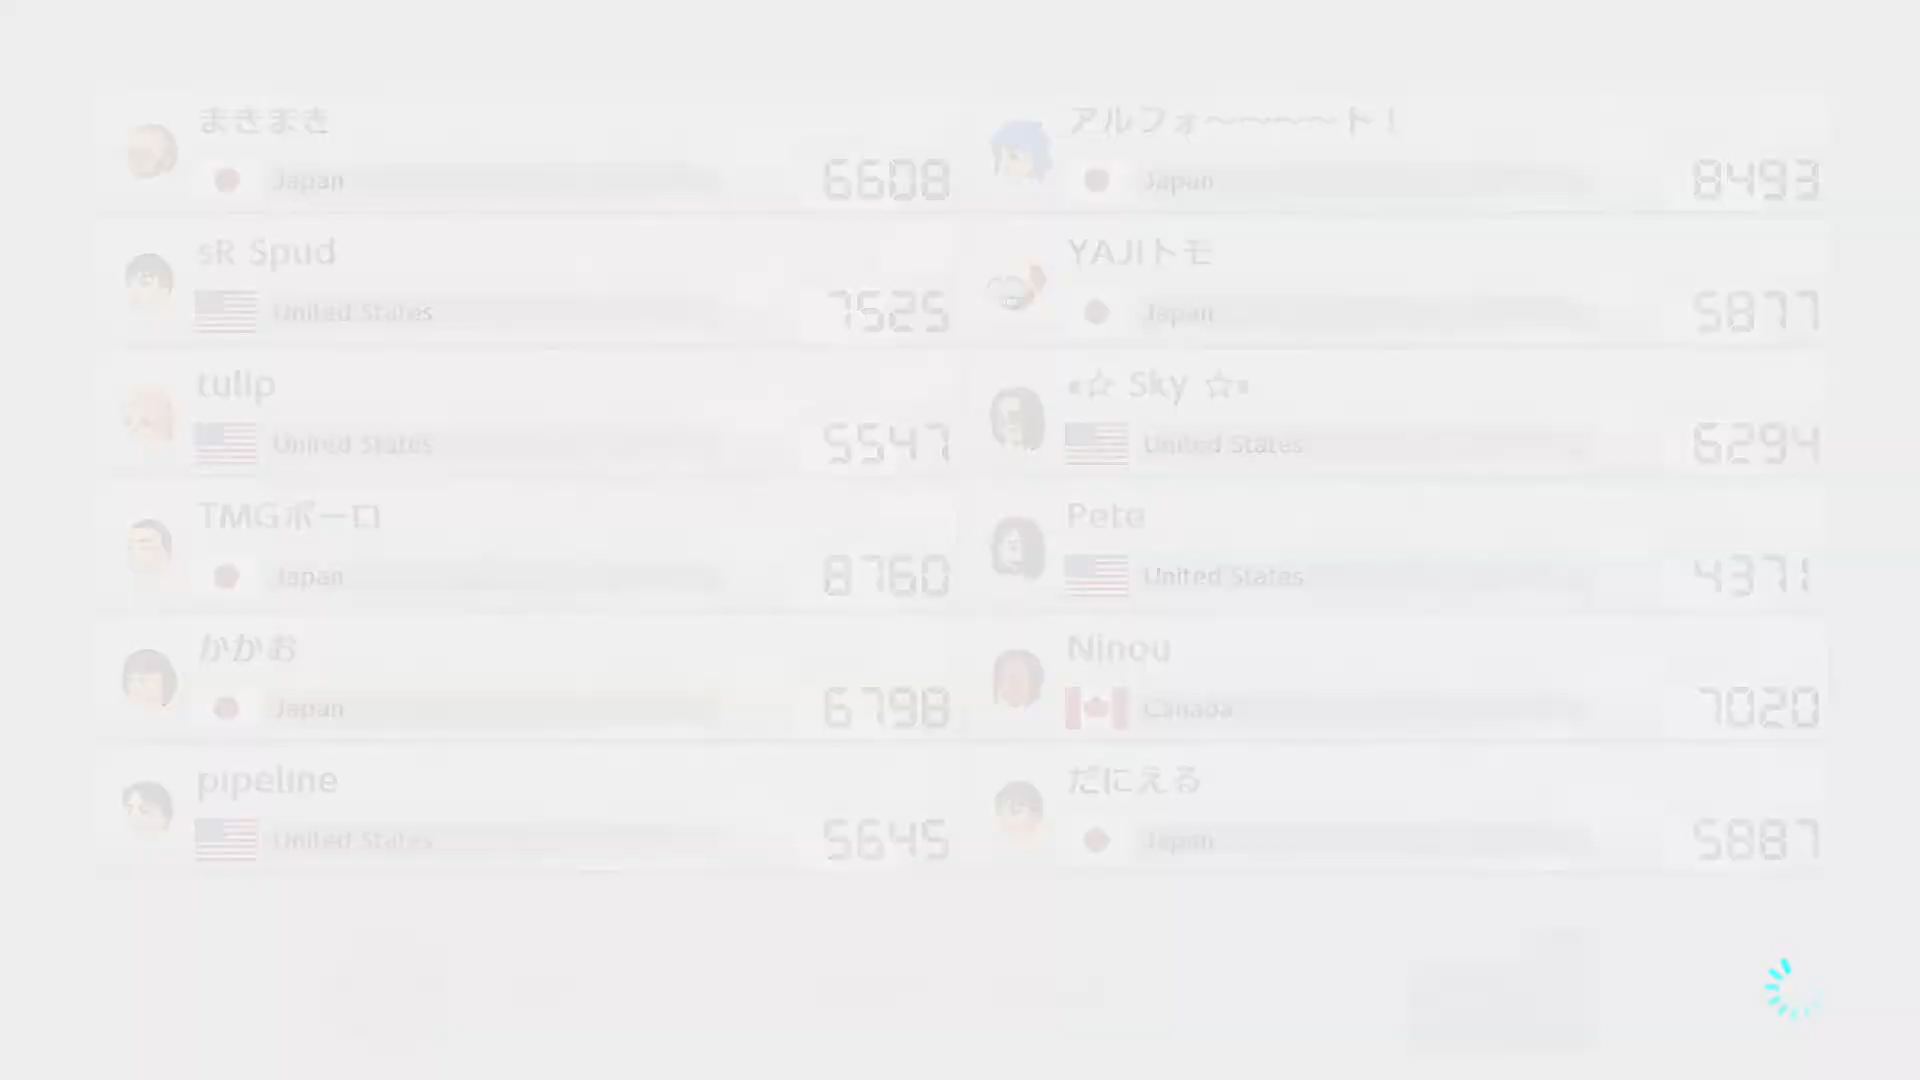 まきまき
Japan
6608
sR Spud
United States
7525
tulip
United States
5547
TMGボーロ
Japan
8760
かかお
Japan
6798
pipeline
United States
5645
アルフォ～～～～ト！
Japan
8493
YAJIトモ
Japan
5877
«☆ Sky ☆»
United States
6294
Pete
United States
4371
Ninou
Canada
7020
だにえる
Japan
5887